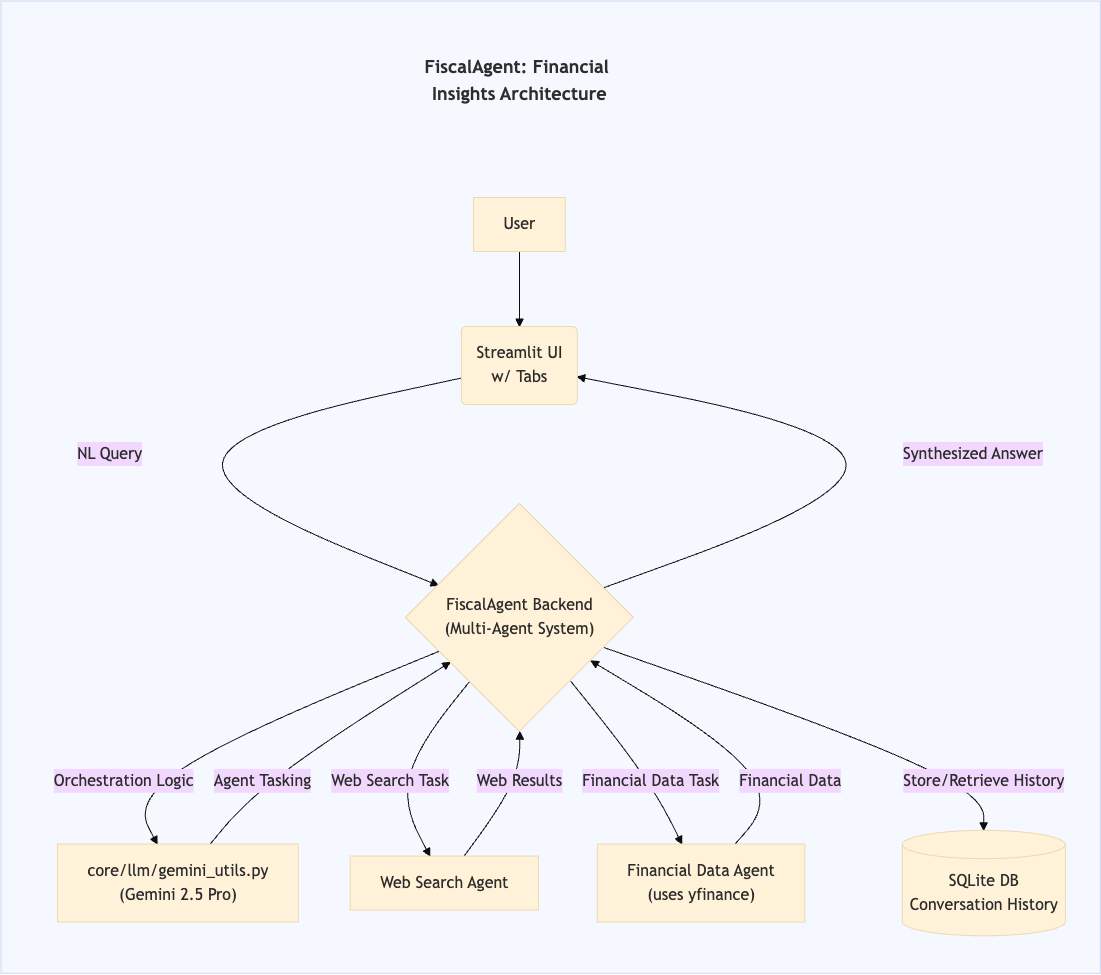 FiscalAgent: Financial
Insights Architecture
User
Streamlit UI
w/ Tabs
NL Query
Synthesized Answer
FiscalAgent Backend
(Multi-Agent System)
Orchestration Logic
Agent Tasking
Web Search Task
Web Results
Financial Data Task
Financial Data
Store/Retrieve History
core/llm/gemini_utils.py
(Gemini 2.5 Pro)
Web Search Agent
Financial Data Agent
(uses yfinance)
SQLite DB
Conversation History